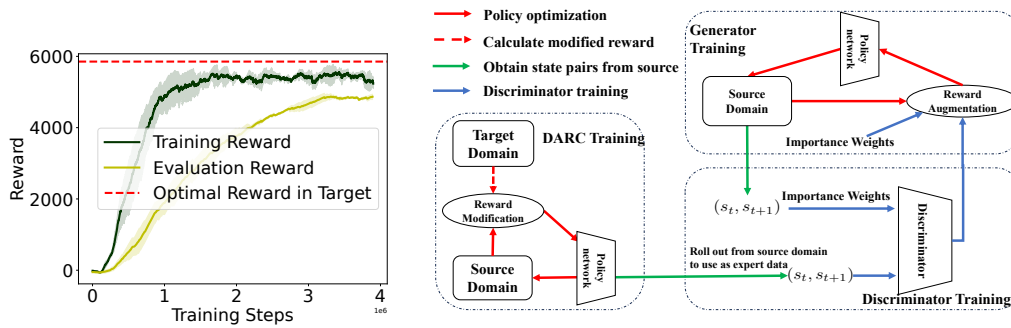 6000
4000
2000
0
Reward
Training Reward
Evaluation Reward
Optimal Reward in Target
0
1
2
3
4
1e6
Training Steps
Policy optimization
Calculate modified reward
Obtain state pairs from source
Discriminator training
Target
Domain
DARC Training
Reward
Modification
Source
Domain
Policy
network
Generator
Training
Policy
network
Source
Domain
Reward
Augmentation
Importance Weights
(s_t, s_{t+1})
Importance Weights
Discriminator
Roll out from source domain
to use as expert data
(s_t, s_{t+1})
Discriminator Training